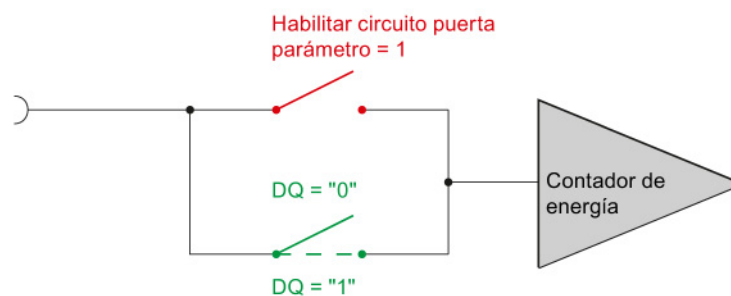 Habilitar circuito puerta
parámetro = 1
DQ = "0"
Contador de
energía
DQ = "1"